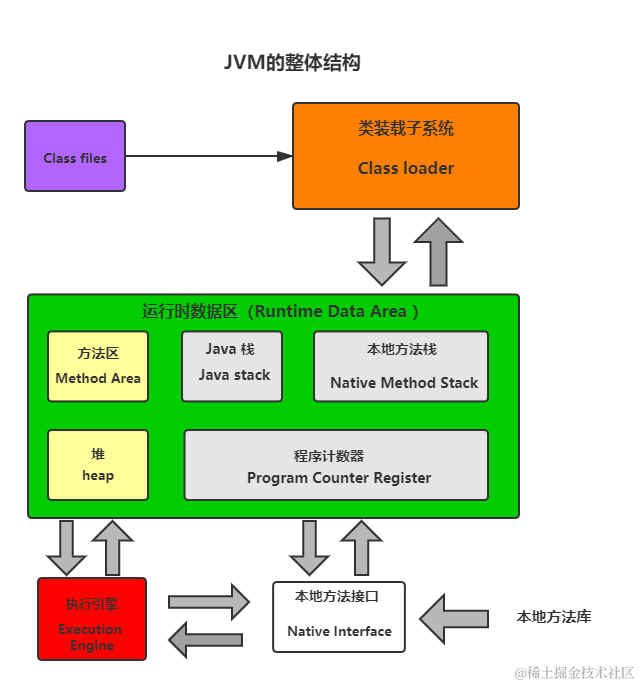 JVM的整体结构
Class files
类装载子系统
Class loader
运行时数据区（Runtime Data Area ）
方法区
Method Area
Java 栈
Java stack
本地方法栈
Native Method Stack
堆
heap
程序计数器
Program Counter Register
执行引擎
Execution
Engine
本地方法接口
Native Interface
本地方法库
@稀土掘金技术社区